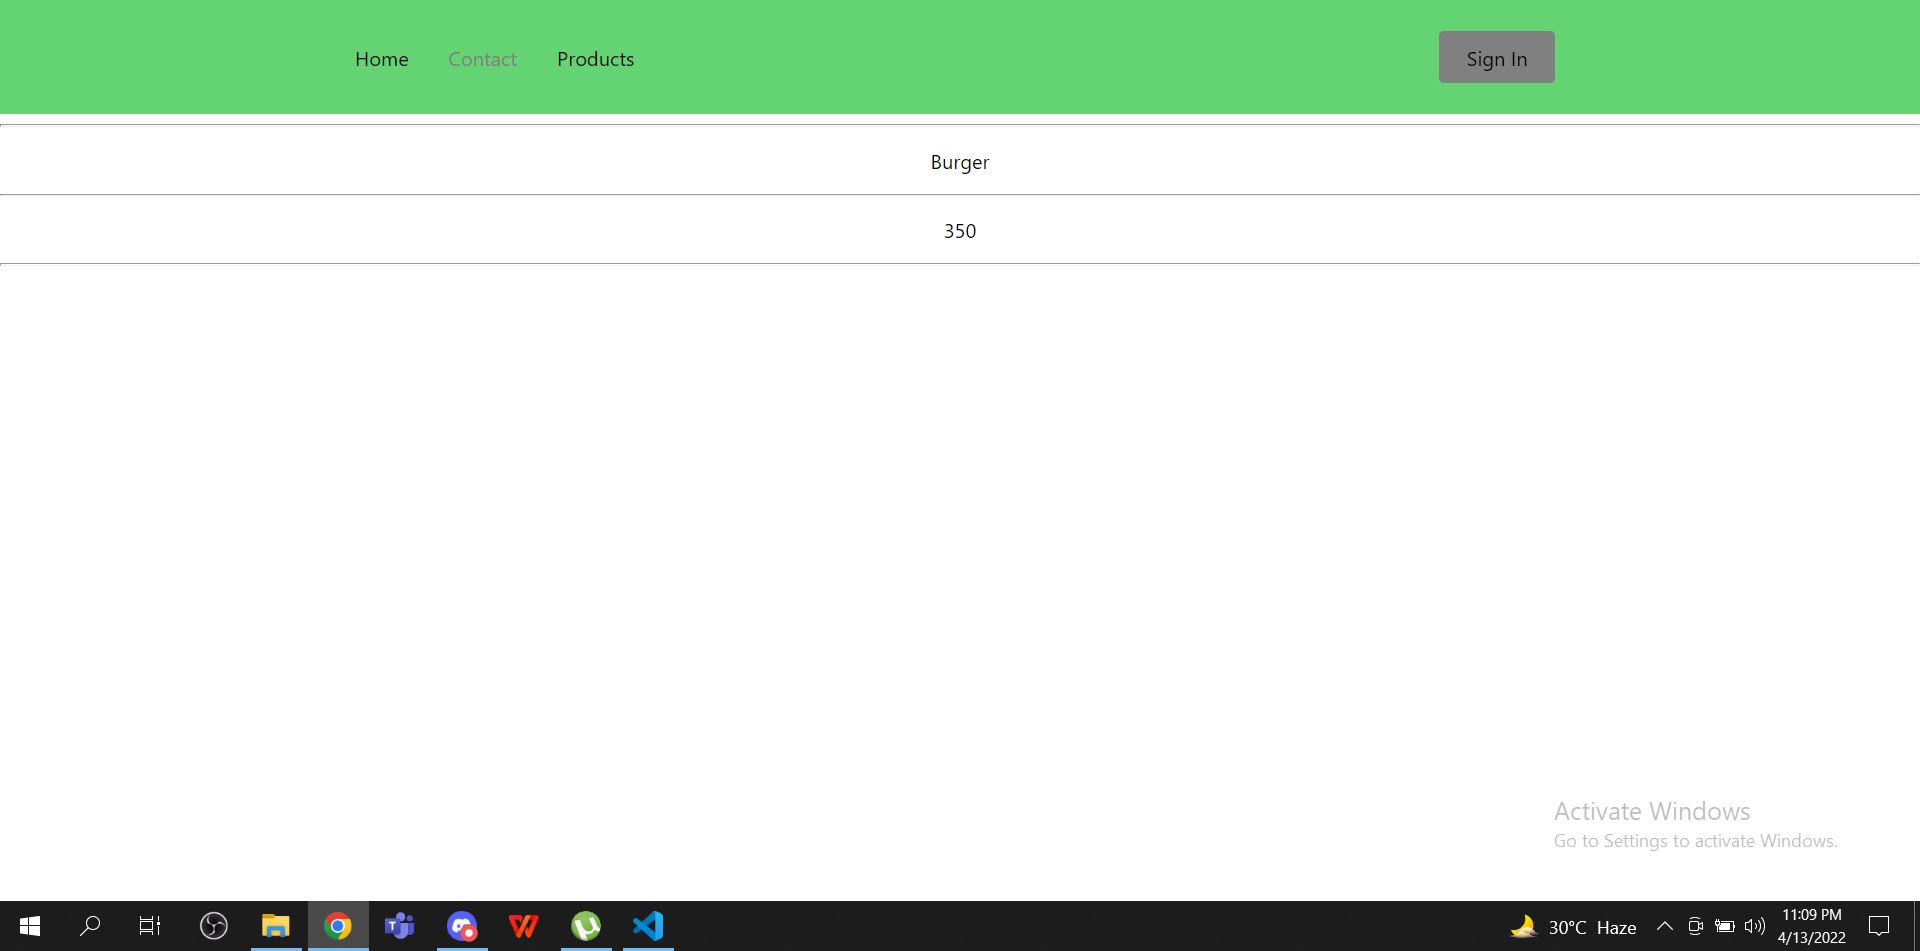 Home Contact Products Sign In
Burger
350
Activate Windows
Go to Settings to activate Windows.
30°C Haze
11:09 PM
4/13/2022